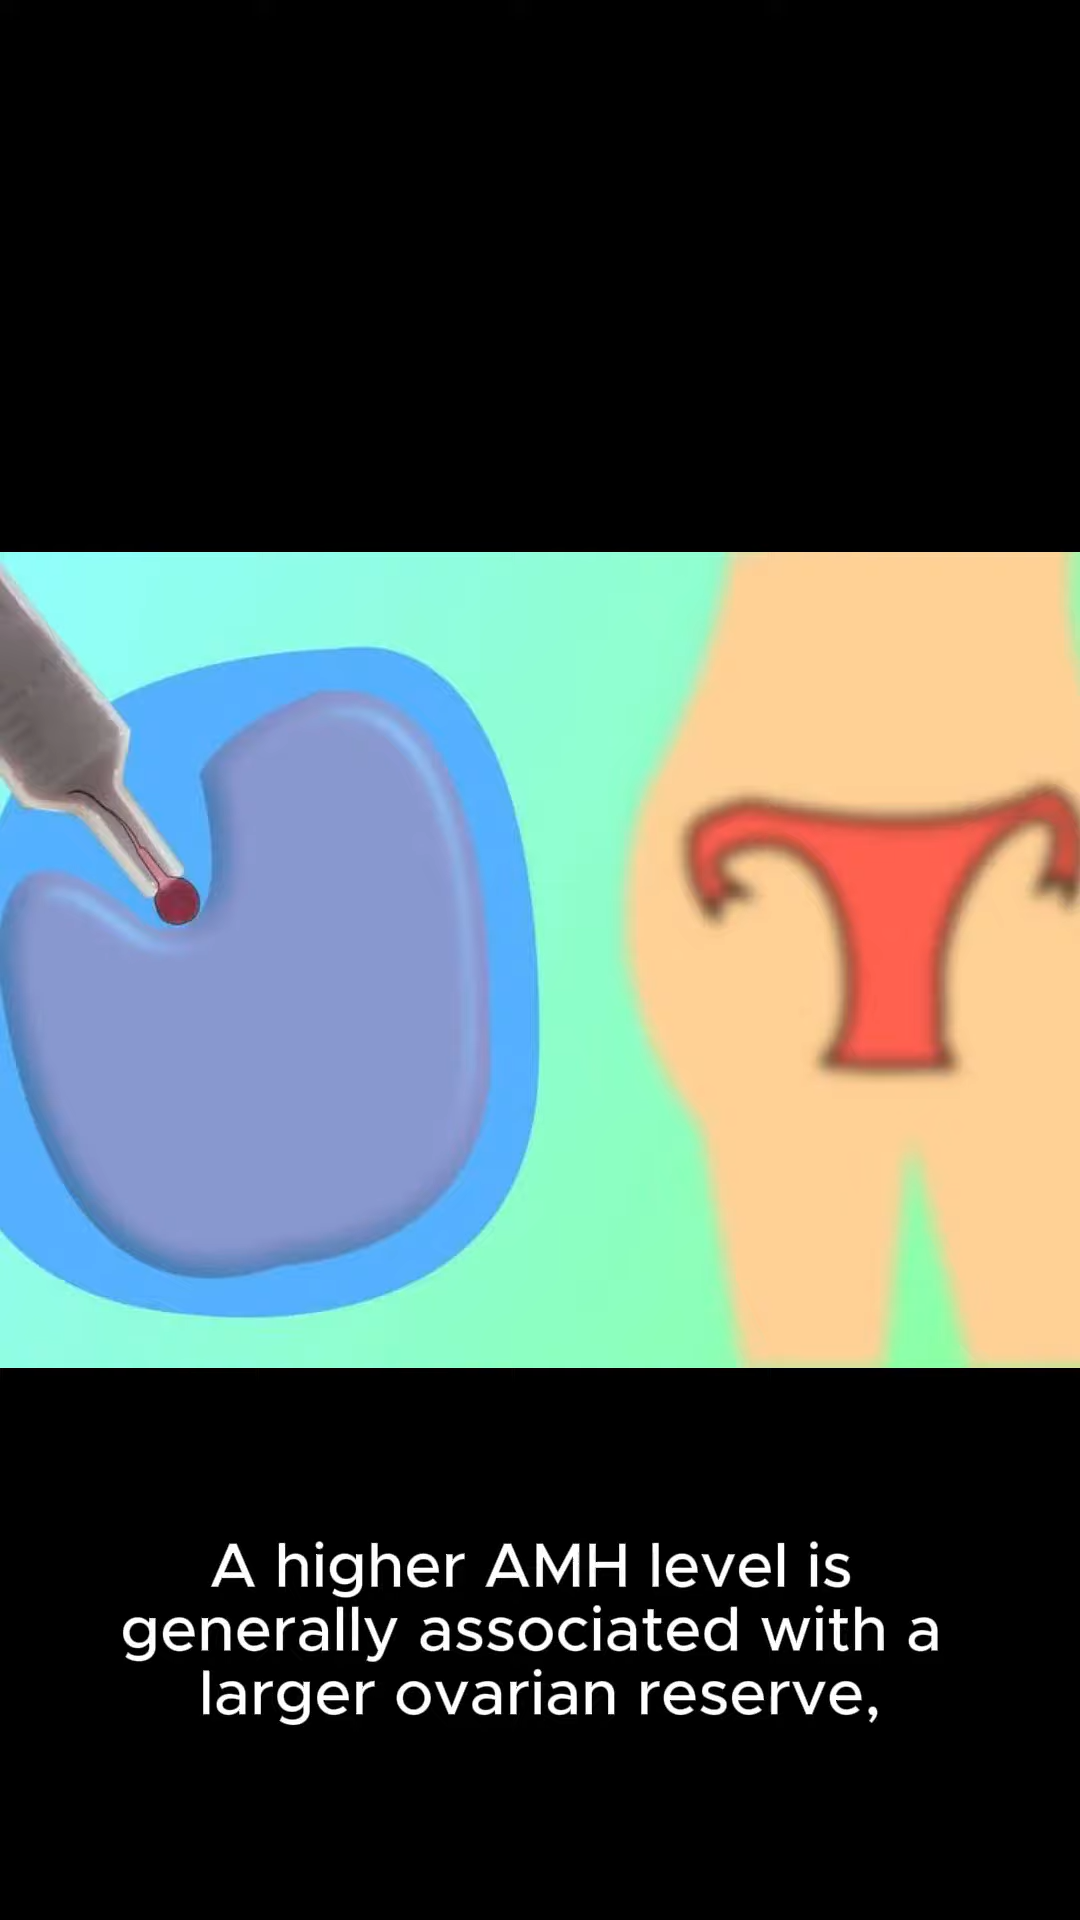 A higher AMH level is
generally associated with a
larger ovarian reserve,